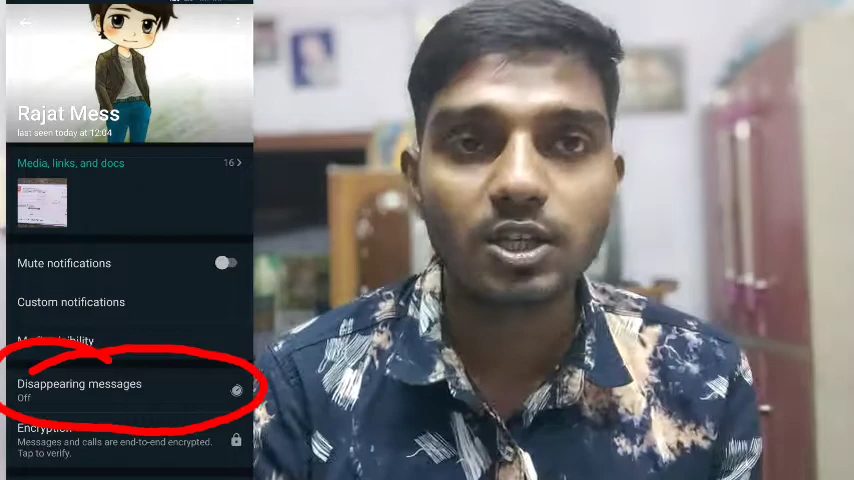 Rajat Mess
last seen today at 12:04
Media, links, and docs
16
Mute notifications
Custom notifications
Disappearing messages
Off
Encryption
Messages and calls are end-to-end encrypted.
Tap to verify.